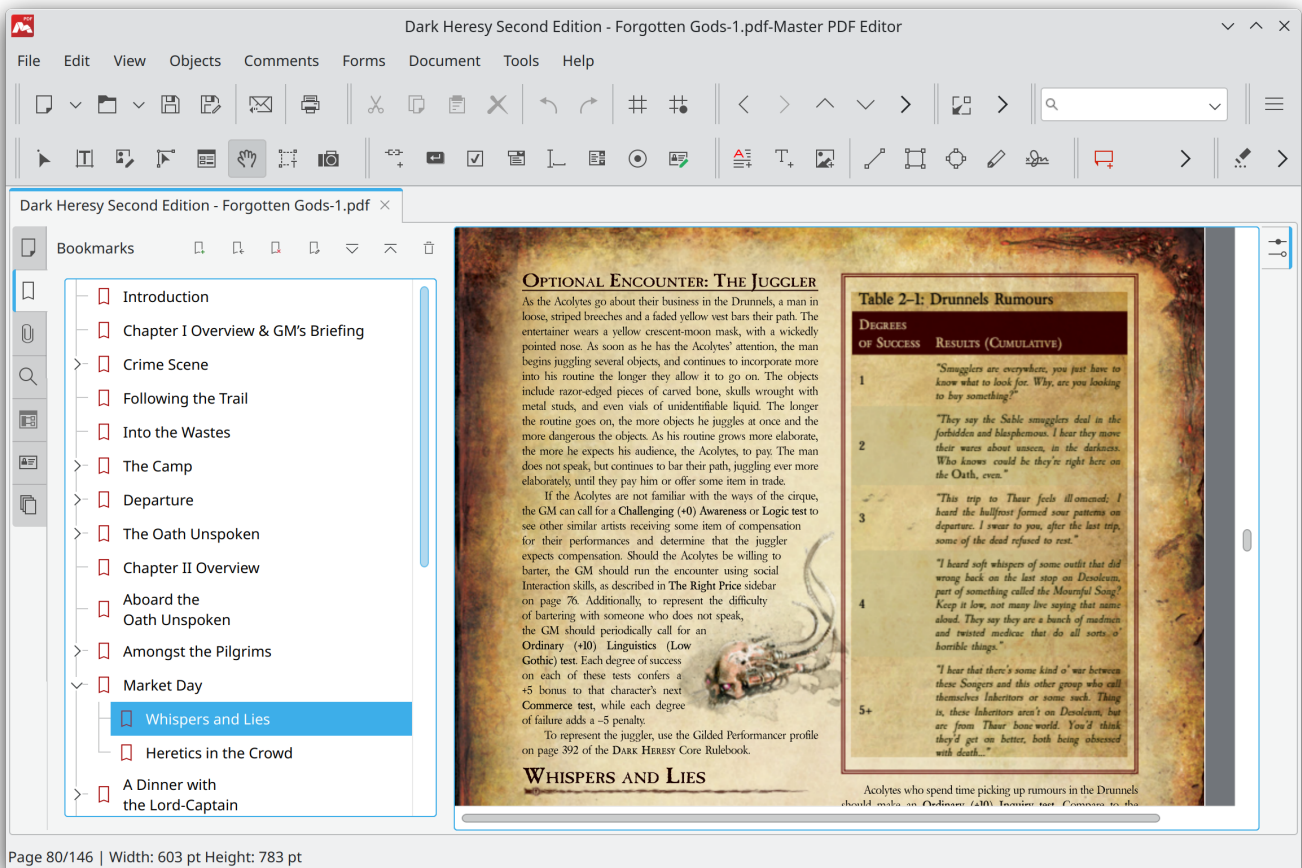 Dark Heresy Second Edition - Forgotten Gods-1.pdf-Master PDF Editor
File Edit View Objects Comments Forms Document Tools Help
Dark Heresy Second Edition - Forgotten Gods-1.pdf
Bookmarks
Introduction
Chapter I Overview & GM's Briefing
Crime Scene
Following the Trail
Into the Wastes
The Camp
Departure
The Oath Unspoken
Chapter II Overview
Aboard the
Oath Unspoken
Amongst the Pilgrims
Market Day
Whispers and Lies
Heretics in the Crowd
A Dinner with
the Lord-Captain
OPTIONAL ENCOUNTER: THE JUGGLER
As the Acolytes go about their business in the Drunnels, a man in
loose, striped breeches and a faded yellow vest bars their path. The
entertainer wears a yellow crescent-moon mask, with a wickedly
pointed nose. As soon as he has the Acolytes' attention, the man
begins juggling several objects, and continues to incorporate more
into his routine the longer they allow it to go on. The objects
include razor-edged pieces of carved bone, skulls wrought with
metal studs, and even vials of unidentifiable liquid. The longer
the routine goes on, the more objects he juggles at once and the
more dangerous the objects. As his routine grows more elaborate,
the more he expects his audience, the Acolytes, to pay. The man
does not speak, but continues to bar their path, juggling ever more
elaborately, until they pay him or offer some item in trade.
If the Acolytes are not familiar with the ways of the cirque,
the GM can call for a Challenging (+0) Awareness or Logic test to
see other similar artists receiving some item of compensation
for their performances and determine that the juggler
expects compensation. Should the Acolytes be willing to
barter, the GM should run the encounter using social
Interaction skills, as described in The Right Price sidebar
on page 76. Additionally, to represent the difficulty
of bartering with someone who does not speak,
the GM should periodically call for an
Ordinary (+10) Linguistics (Low
Gothic) test. Each degree of success
on each of these tests confers a
+5 bonus to that character's next
Commerce test, while each degree
of failure adds a –5 penalty.
To represent the juggler, use the Gilded Performancer profile
on page 392 of the DARK HERESY Core Rulebook.
WHISPERS AND LIES
Table 2–1: Drunnels Rumours
DEGREES
OF SUCCESS RESULTS (CUMULATIVE)
1
"Smugglers are everywhere, you just have to
know what to look for. Why, are you looking
to buy something?"
2
"They say the Sable smugglers deal in the
forbidden and blasphemous. I hear they move
their wares about unseen, in the darkness.
Who knows could be they're right here on
the Oath, even."
3
"This trip to Thaur feels ill omened; I
heard the hullfrost formed sour patterns on
departure. I swear to you, after the last trip,
some of the dead refused to rest."
4
"I heard soft whispers of some outfit that did
wrong back on the last stop on Desoleum,
part of something called the Mournful Song?
Keep it low, not many live saying that name
aloud. They say they are a bunch of madmen
and twisted medicae that do all sorts o'
horrible things."
5+
"I hear that there's some kind o' war between
these Songers and this other group who call
themselves Inheritors or some such. Thing
is, these Inheritors aren't on Desoleum, but
are from Thaur bone world. You'd think
they'd get on better, both being obsessed
with death..."
Acolytes who spend time picking up rumours in the Drunnels
should make an Ordinary (+10) Inquiry test. Compare to the
Page 80/146 | Width: 603 pt Height: 783 pt